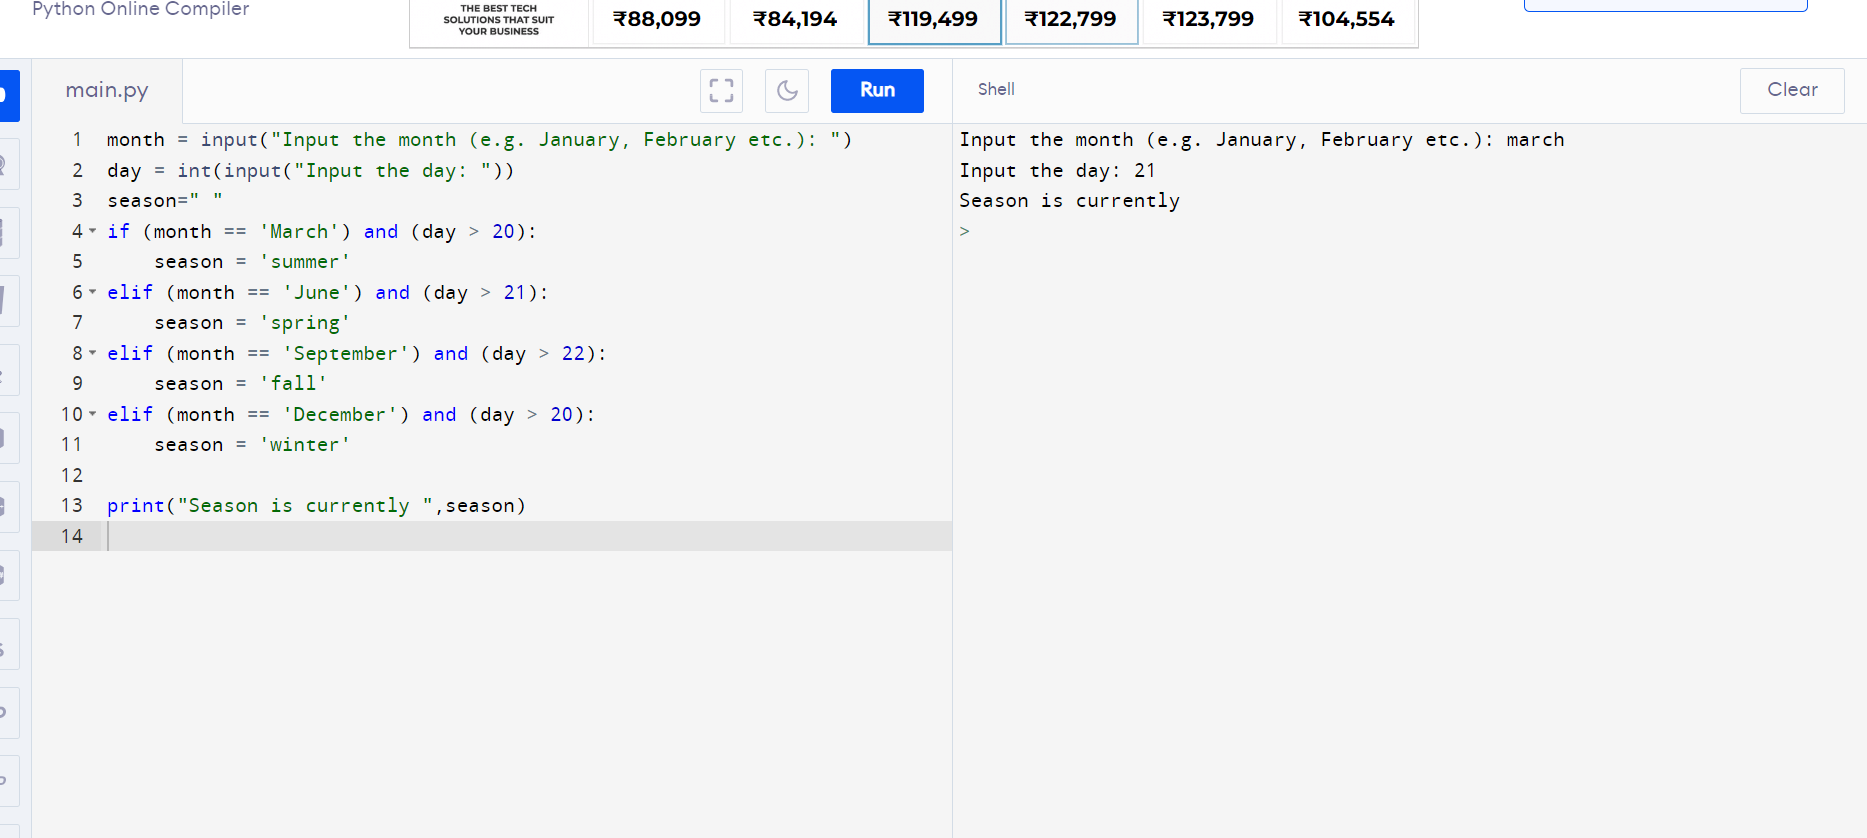 Python Online Compiler
THE BEST TECH
SOLUTIONS THAT SUIT
YOUR BUSINESS
₹88,099
₹84,194
₹119,499
₹122,799
₹123,799
₹104,554
main.py
Run
Shell
Clear
1 month = input("Input the month (e.g. January, February etc.): ")
2 day = int(input("Input the day: "))
3 season=" "
4 if (month == 'March') and (day > 20):
5     season = 'summer'
6 elif (month == 'June') and (day > 21):
7     season = 'spring'
8 elif (month == 'September') and (day > 22):
9     season = 'fall'
10 elif (month == 'December') and (day > 20):
11     season = 'winter'
12
13 print("Season is currently ",season)
14
Input the month (e.g. January, February etc.): march
Input the day: 21
Season is currently
>